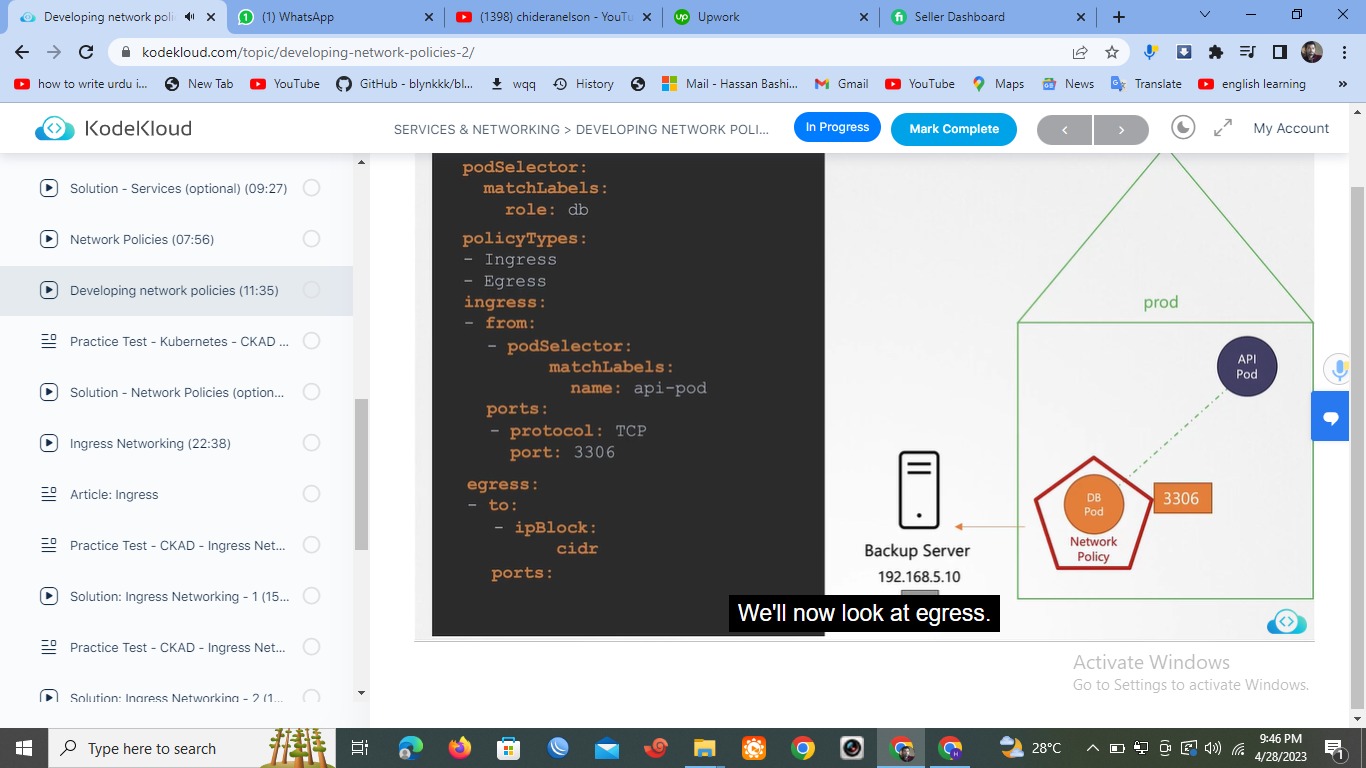 Developing network poli
(1) WhatsApp
(1398) chideranelson - YouTu
Upwork
Seller Dashboard
kodekloud.com/topic/developing-network-policies-2/
how to write urdu i...
New Tab
YouTube
GitHub - blynkkk/bl...
wqq
History
Mail - Hassan Bashi...
Gmail
YouTube
Maps
News
Translate
english learning
»
KodeKloud
SERVICES & NETWORKING > DEVELOPING NETWORK POLI...
In Progress
Mark Complete
My Account
Solution - Services (optional) (09:27)
Network Policies (07:56)
Developing network policies (11:35)
Practice Test - Kubernetes - CKAD ...
Solution - Network Policies (option...
Ingress Networking (22:38)
Article: Ingress
Practice Test - CKAD - Ingress Net...
Solution: Ingress Networking - 1 (15...
Practice Test - CKAD - Ingress Net...
Solution: Ingress Networking - 2 (1...
podSelector:
matchLabels:
role: db
policyTypes:
- Ingress
- Egress
ingress:
- from:
- podSelector:
matchLabels:
name: api-pod
ports:
- protocol: TCP
port: 3306
egress:
- to:
- ipBlock:
cidr
ports:
prod
API
Pod
DB
Pod
3306
Network
Policy
Backup Server
192.168.5.10
We'll now look at egress.
Activate Windows
Go to Settings to activate Windows.
Type here to search
28°C
9:46 PM
4/28/2023
1